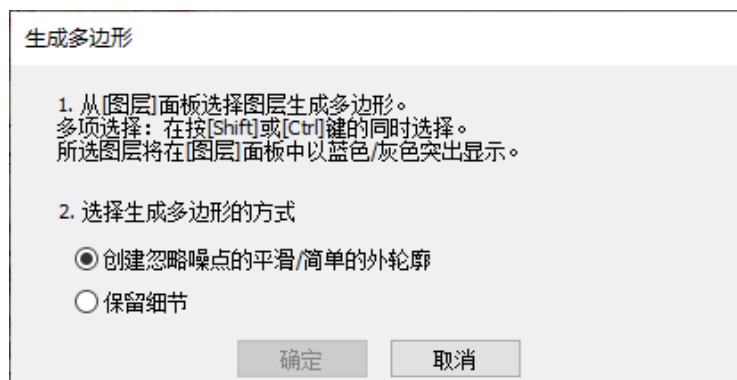 生成多边形
1. 从[图层]面板选择图层生成多边形。
多项选择：在按[Shift]或[Ctrl]键的同时选择。
所选图层将在[图层]面板中以蓝色/灰色突出显示。
2. 选择生成多边形的方式
创建忽略噪点的平滑/简单的外轮廓
保留细节
确定 取消